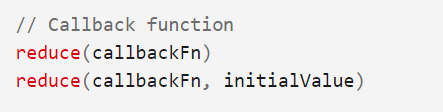 // Callback function
reduce(callbackFn)
reduce(callbackFn, initialValue)